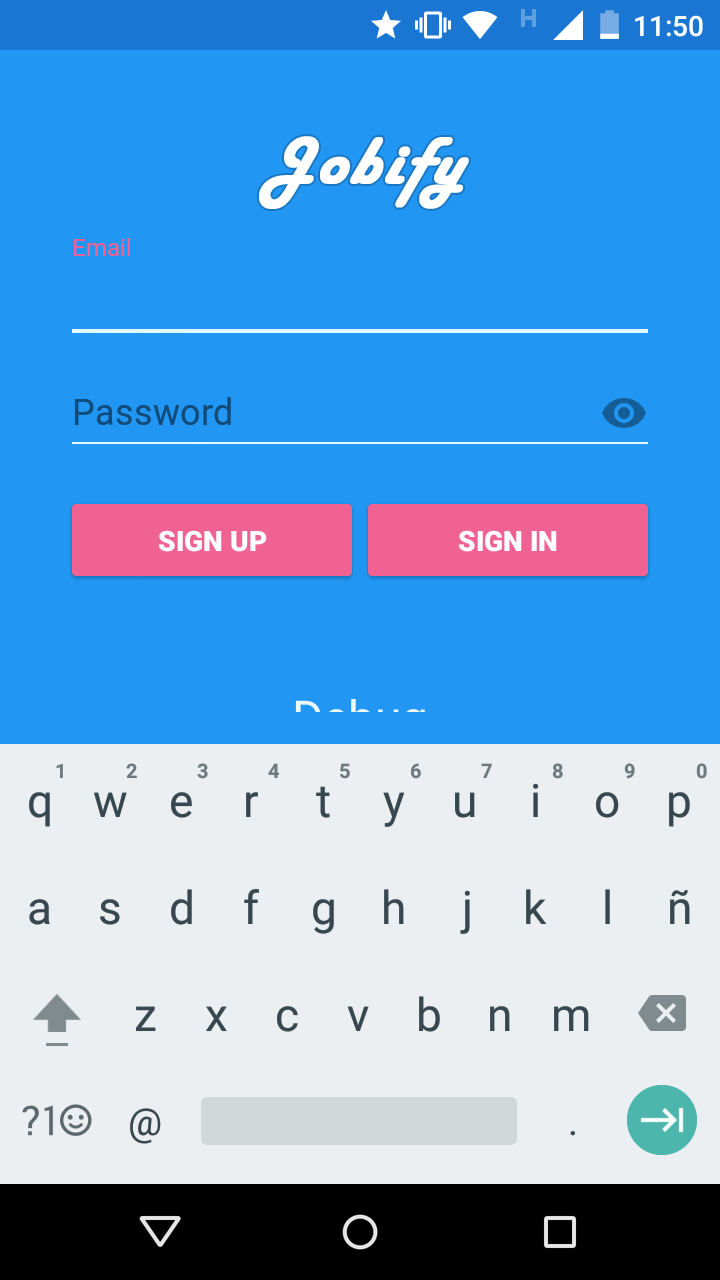 H 11:50
Jobify
Email
Password
SIGN UP SIGN IN
Debug
1 2 3 4 5 6 7 8 9 0
q w e r t y u i o p
a s d f g h j k l ñ
z x c v b n m
?1 @ .